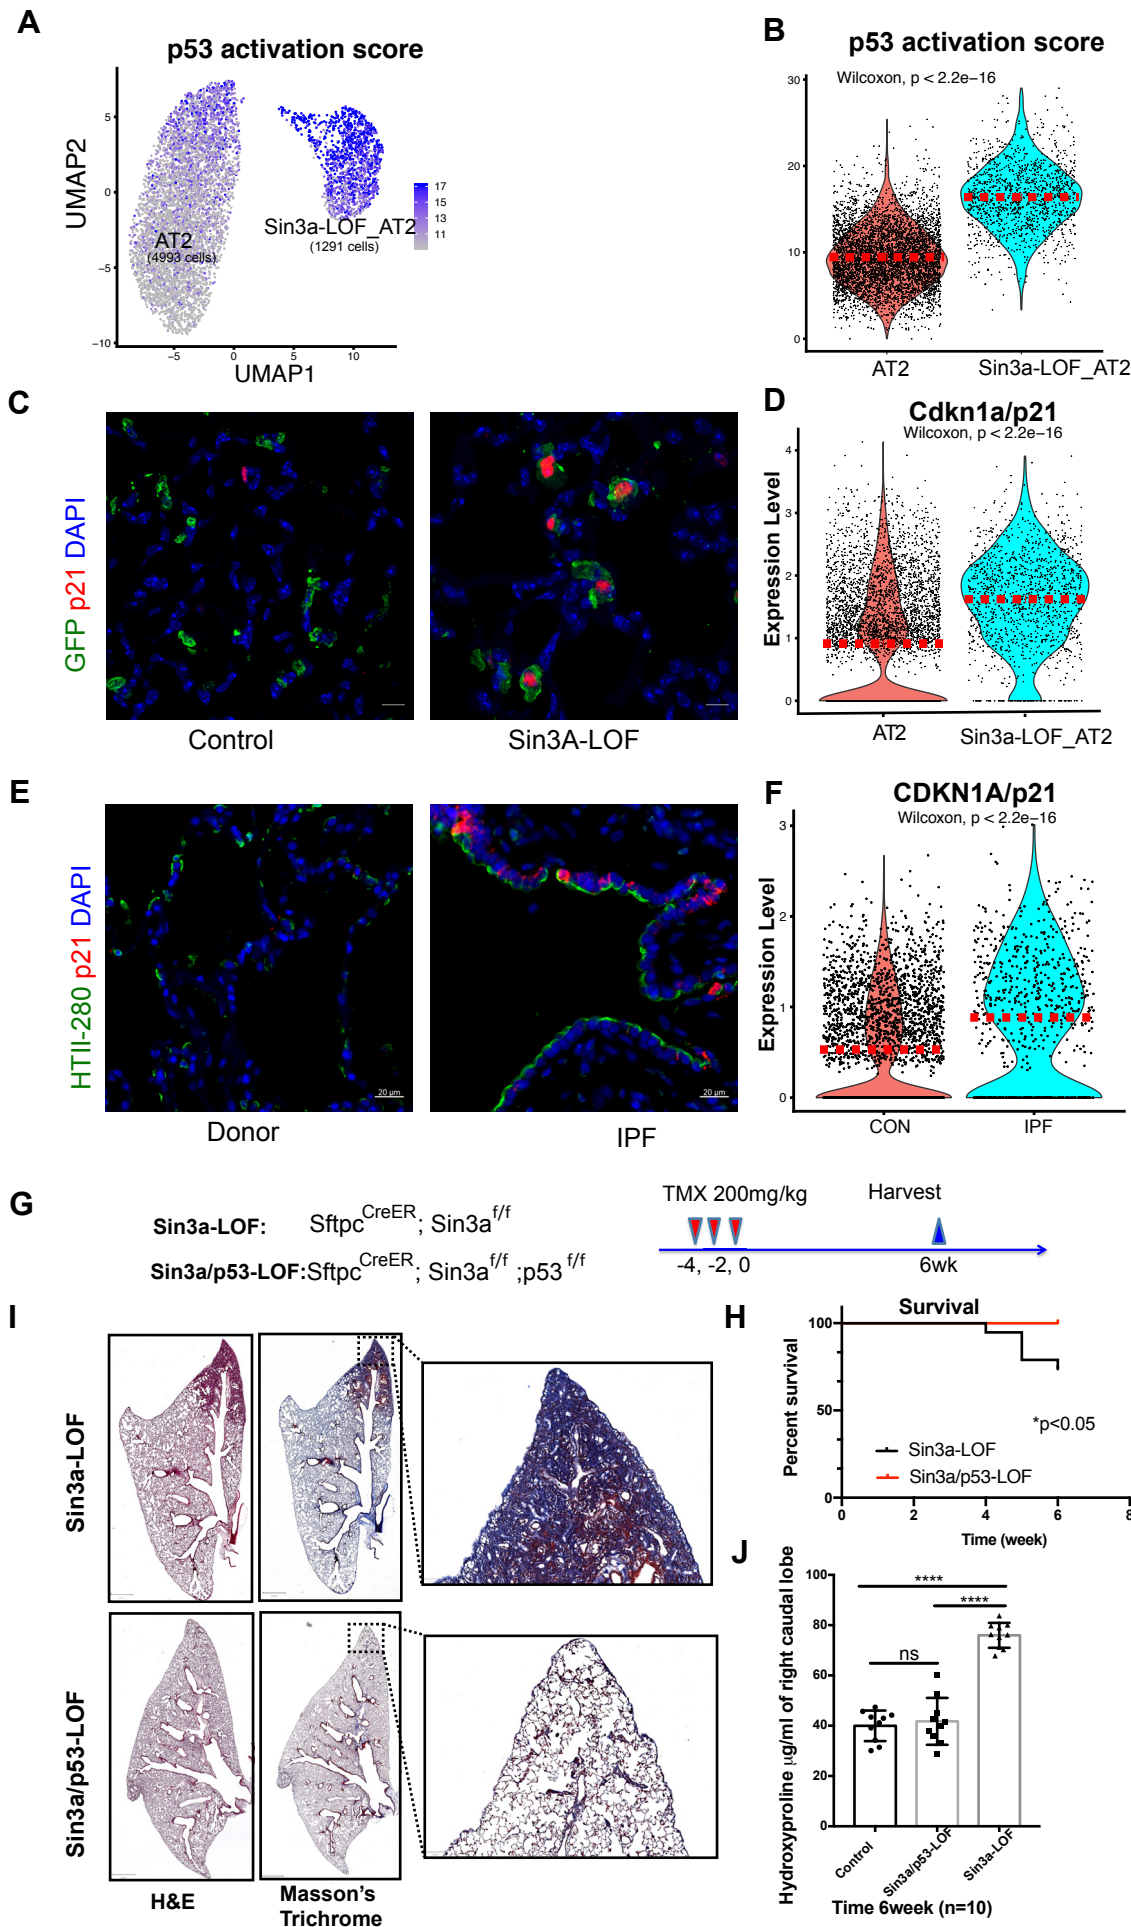 A
p53 activation score
UMAP2
5
0
−5
−10
−5
0
5
10
UMAP1
AT2
(4993 cells)
Sin3a-LOF_AT2
(1291 cells)
17
15
13
11
B
p53 activation score
Wilcoxon, p < 2.2e−16
30
20
10
0
AT2
Sin3a-LOF_AT2
C
GFP p21 DAPI
Control
Sin3A-LOF
D
Cdkn1a/p21
Wilcoxon, p < 2.2e−16
Expression Level
4
3
2
1
0
AT2
Sin3a-LOF_AT2
E
HTII-280 p21 DAPI
20 µm
20 µm
Donor
IPF
F
CDKN1A/p21
Wilcoxon, p < 2.2e−16
Expression Level
3
2
1
0
CON
IPF
G
Sin3a-LOF: Sftpc^CreER; Sin3a^f/f
Sin3a/p53-LOF:Sftpc^CreER; Sin3a^f/f ;p53 ^f/f
TMX 200mg/kg
Harvest
-4, -2, 0
6wk
H
Survival
Percent survival
100
50
0
*p<0.05
Sin3a-LOF
Sin3a/p53-LOF
0
2
4
6
8
Time (week)
I
Sin3a-LOF
Sin3a/p53-LOF
H&E
Masson's
Trichrome
J
Hydroxyproline µg/ml of right caudal lobe
100
80
60
40
20
0
****
****
ns
Control
Sin3a/p53-LOF
Sin3a-LOF
Time 6week (n=10)